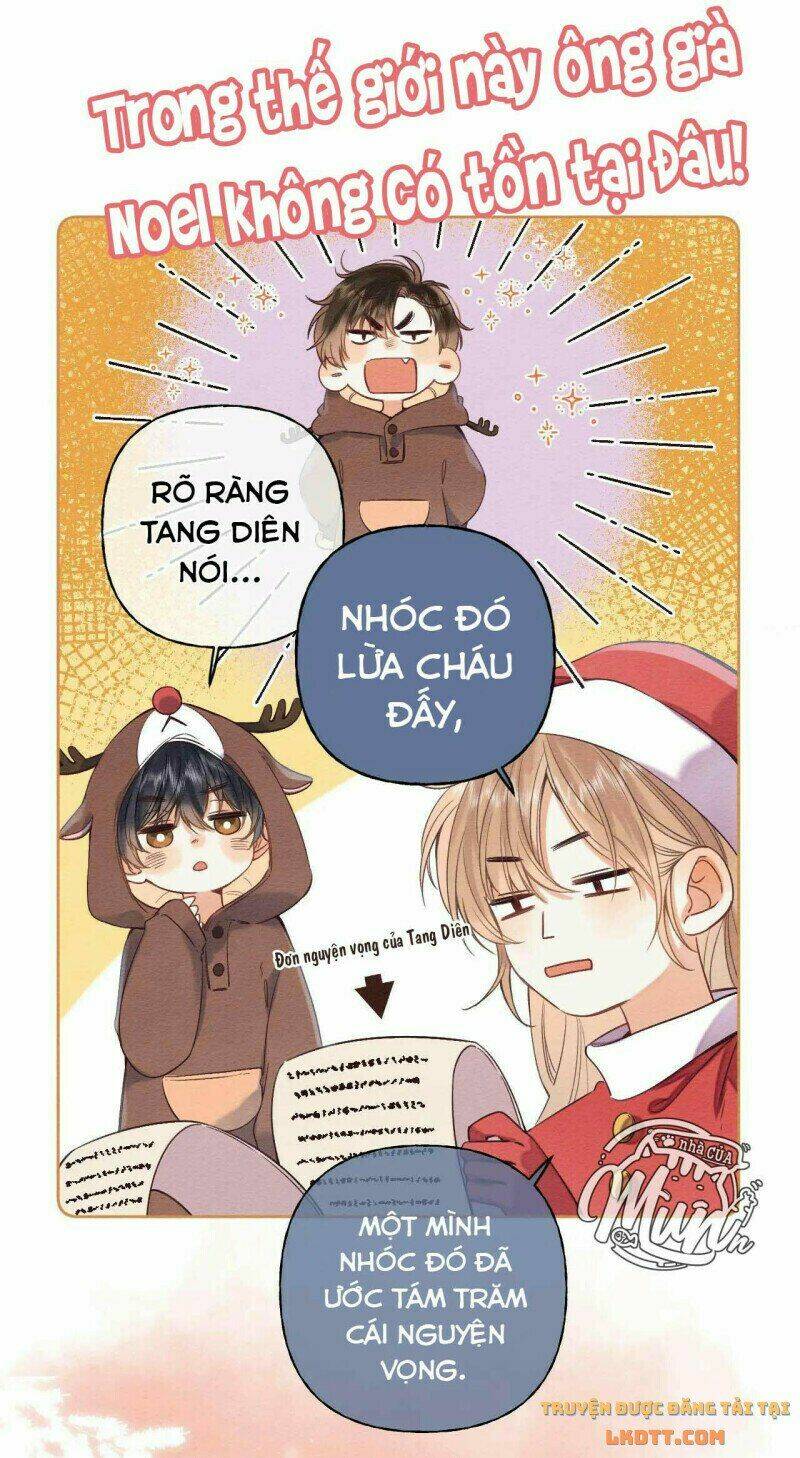 Trong thế giới này ông già
Noel không có tồn tại Đâu!
RÕ RÀNG
TANG DIÊN
NÓI...
NHÓC ĐÓ
LỪA CHÁU
ĐẤY,
Đơn nguyện vọng của Tang Diên
nhà CỦA
Mựn
MỘT MÌNH
NHÓC ĐÓ ĐÃ
ƯỚC TÁM TRĂM
CÁI NGUYỆN
VỌNG.
TRUYỆN ĐƯỢC ĐĂNG TẢI TẠI
LKDTT.COM